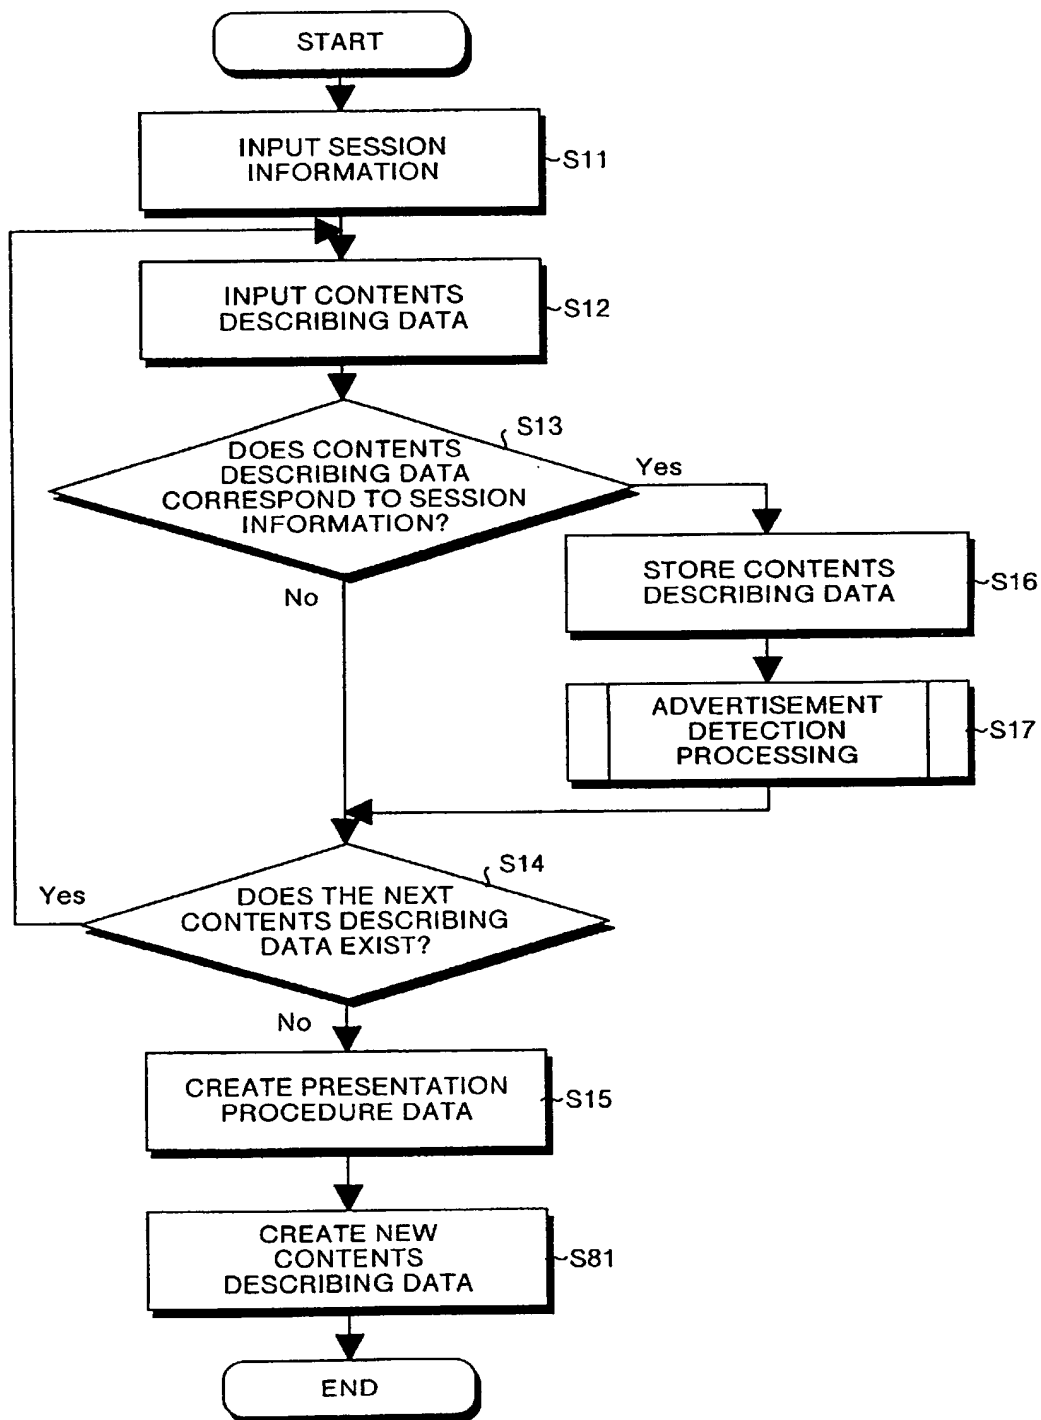 START
INPUT SESSION
INFORMATION
S11
INPUT CONTENTS
DESCRIBING DATA
S12
S13
DOES CONTENTS
DESCRIBING DATA
CORRESPOND TO SESSION
INFORMATION?
Yes
No
STORE CONTENTS
DESCRIBING DATA
S16
ADVERTISEMENT
DETECTION
PROCESSING
S17
S14
Yes
DOES THE NEXT
CONTENTS DESCRIBING
DATA EXIST?
No
CREATE PRESENTATION
PROCEDURE DATA
S15
CREATE NEW
CONTENTS
DESCRIBING DATA
S81
END